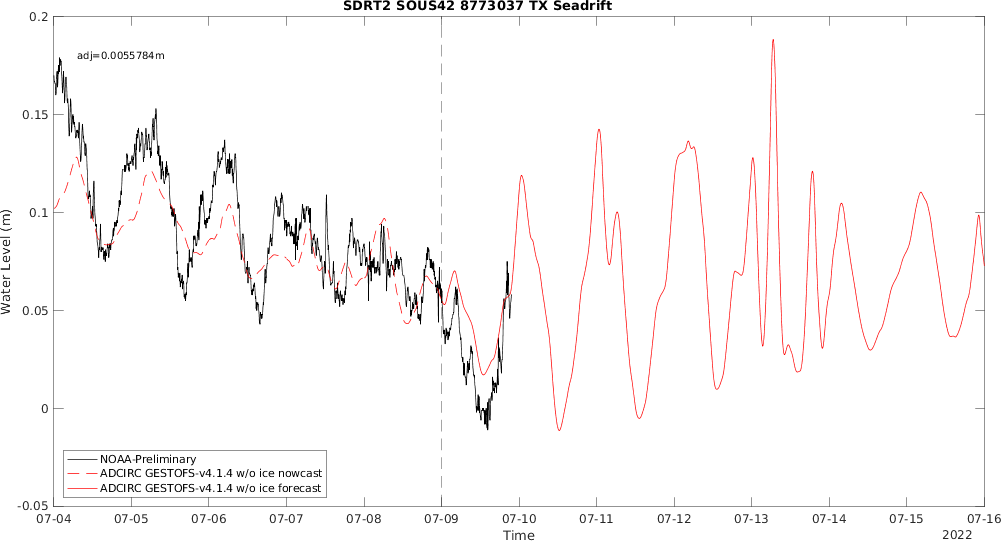 SDRT2 SOUS42 8773037 TX Seadrift
adj=0.0055784m
0.2
0.15
0.1
0.05
0
-0.05
Water Level (m)
NOAA-Preliminary
ADCIRC GESTOFS-v4.1.4 w/o ice nowcast
ADCIRC GESTOFS-v4.1.4 w/o ice forecast
07-04 07-05 07-06 07-07 07-08 07-09 07-10 07-11 07-12 07-13 07-14 07-15 07-16
Time
2022